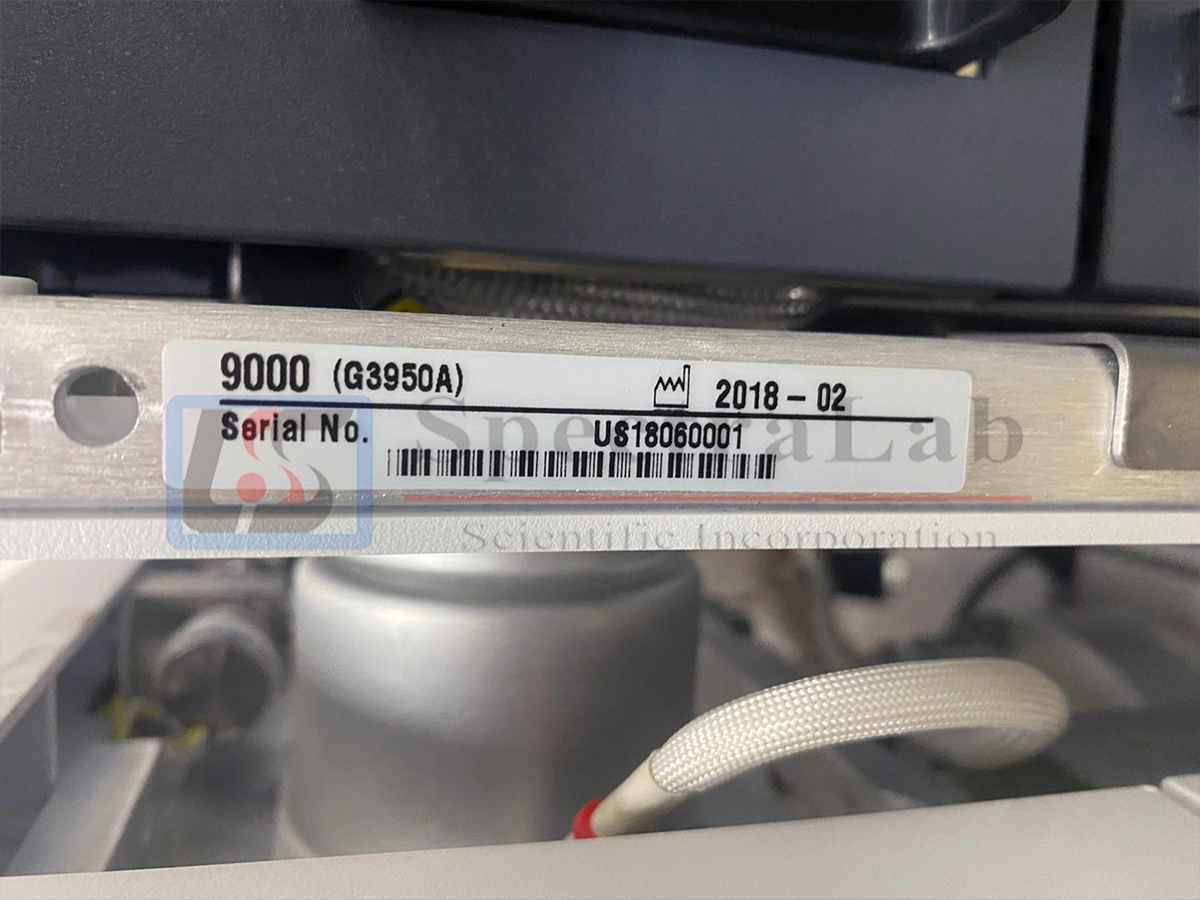 9000 (G3950A) 2018-02
Serial No. US18060001
SpectraLab
Scientific Incorporation